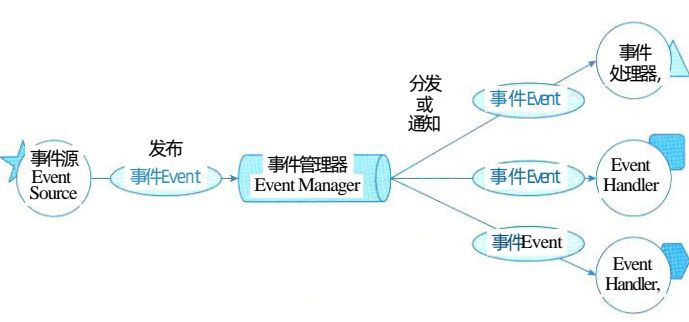 事件源
Event
Source
发布
事件Event
事件管理器
Event Manager
分发
或
通知
事件Event
事件
处理器,
事件Event
Event
Handler
事件Event
Event
Handler,